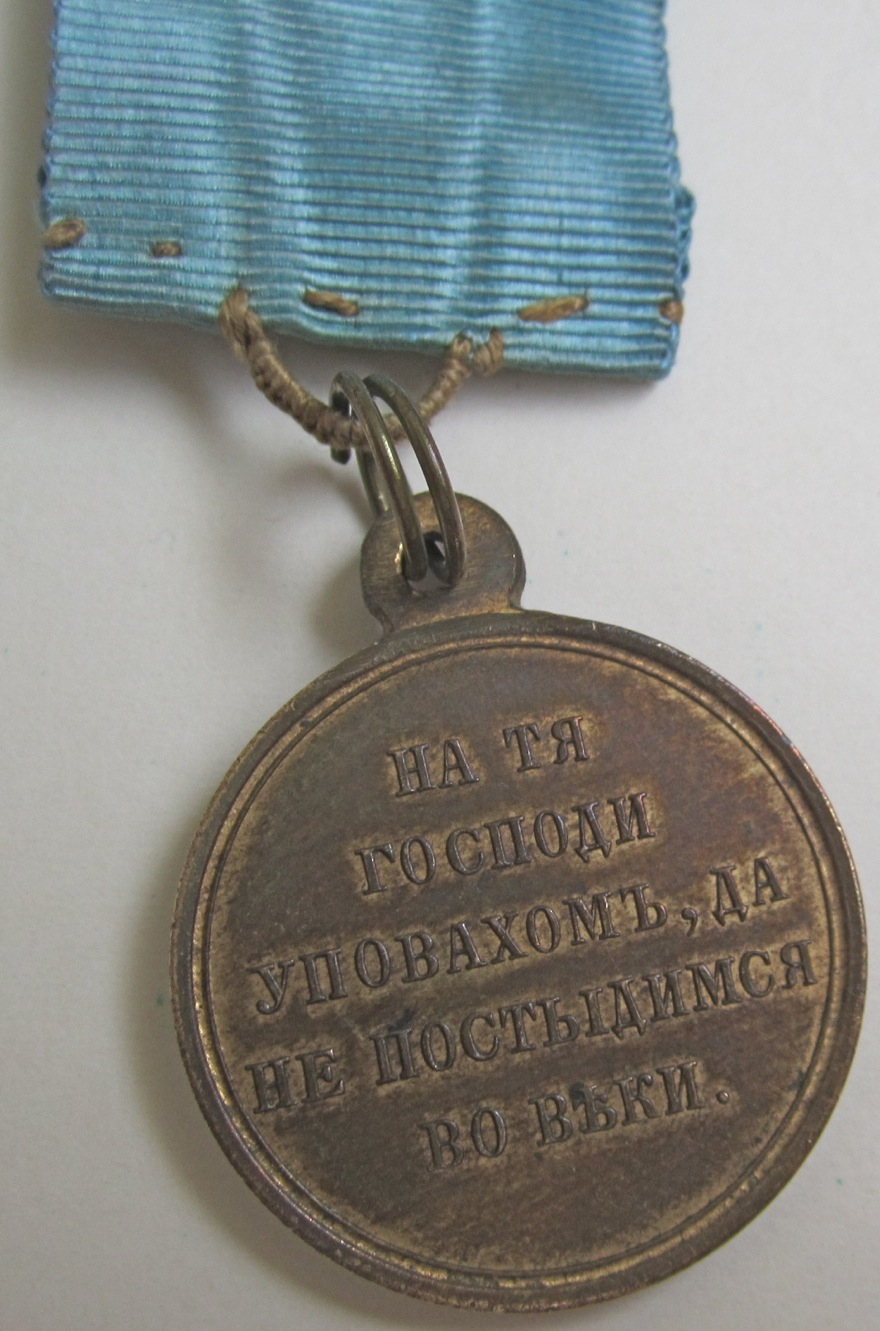 НА ТЯ
ГОСПОДИ
УПОВАХОМЪ, ДА
НЕ ПОСТЫДИМСЯ
ВО ВѢКИ.